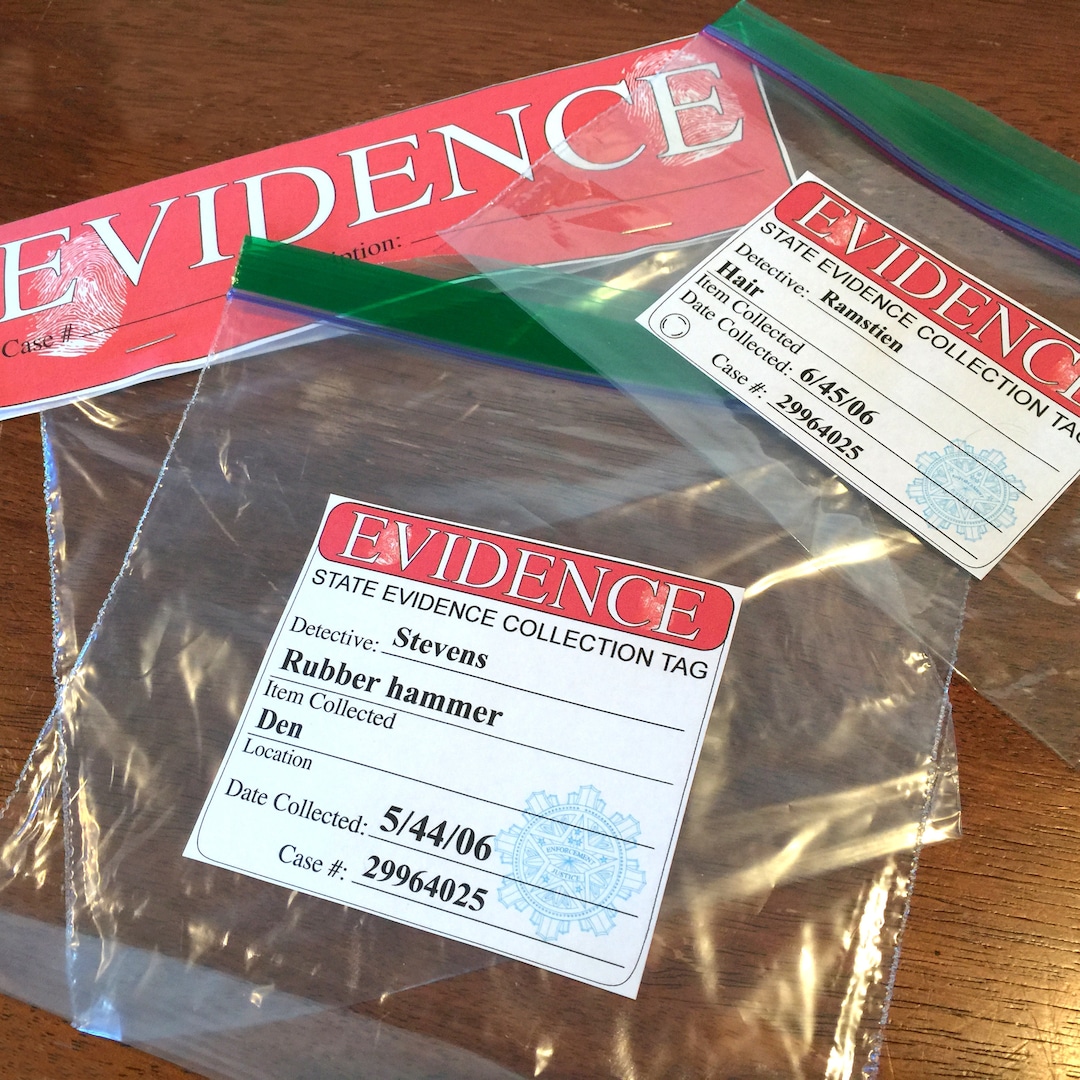 EVIDENCE
Case #
EVIDENCE
STATE EVIDENCE COLLECTION TAG
Detective: Ramstien
Hair
Item Collected
Date Collected: 6/45/06
Case #: 29964025
EVIDENCE
STATE EVIDENCE COLLECTION TAG
Detective: Stevens
Rubber hammer
Item Collected
Den
Location
Date Collected: 5/44/06
Case #: 29964025
ENFORCEMENT
JUSTICE